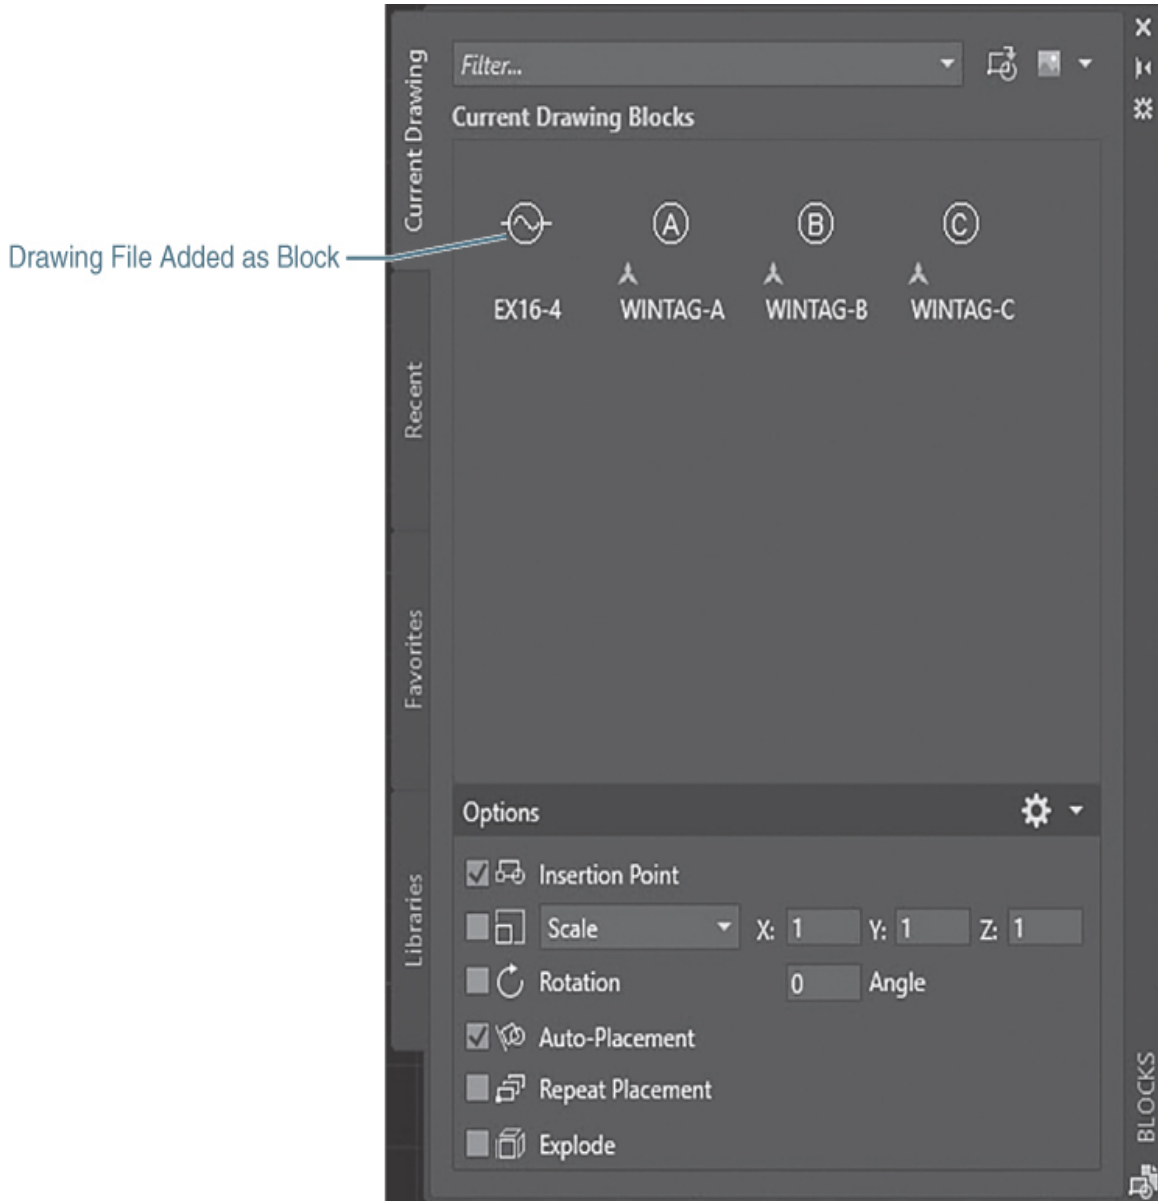 Current Drawing
Filter...
Current Drawing Blocks
Drawing File Added as Block
A
B
C
EX16-4
WINTAG-A
WINTAG-B
WINTAG-C
Recent
Favorites
Libraries
Options
Insertion Point
Scale X: 1 Y: 1 Z: 1
Rotation 0 Angle
Auto-Placement
Repeat Placement
Explode
BLOCKS